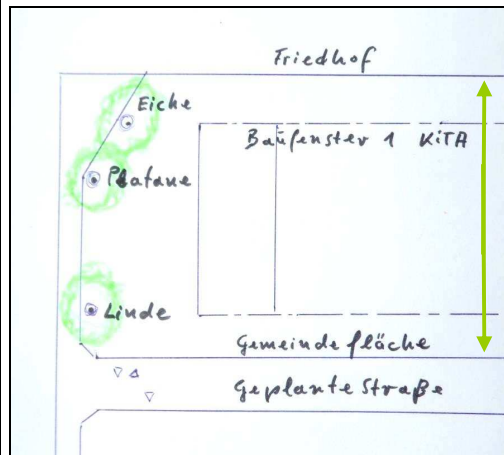 Friedhof
Eiche
Baufenster 1 KiTA
Platane
Linde
Gemeindefläche
Geplante Straße